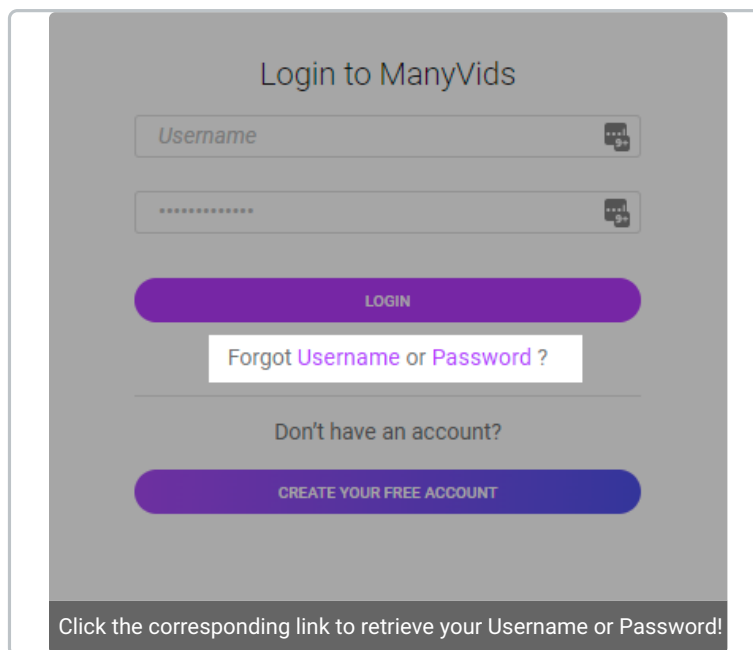 Login to ManyVids
Username
•••••••••••••
LOGIN
Forgot Username or Password ?
Don't have an account?
CREATE YOUR FREE ACCOUNT
Click the corresponding link to retrieve your Username or Password!